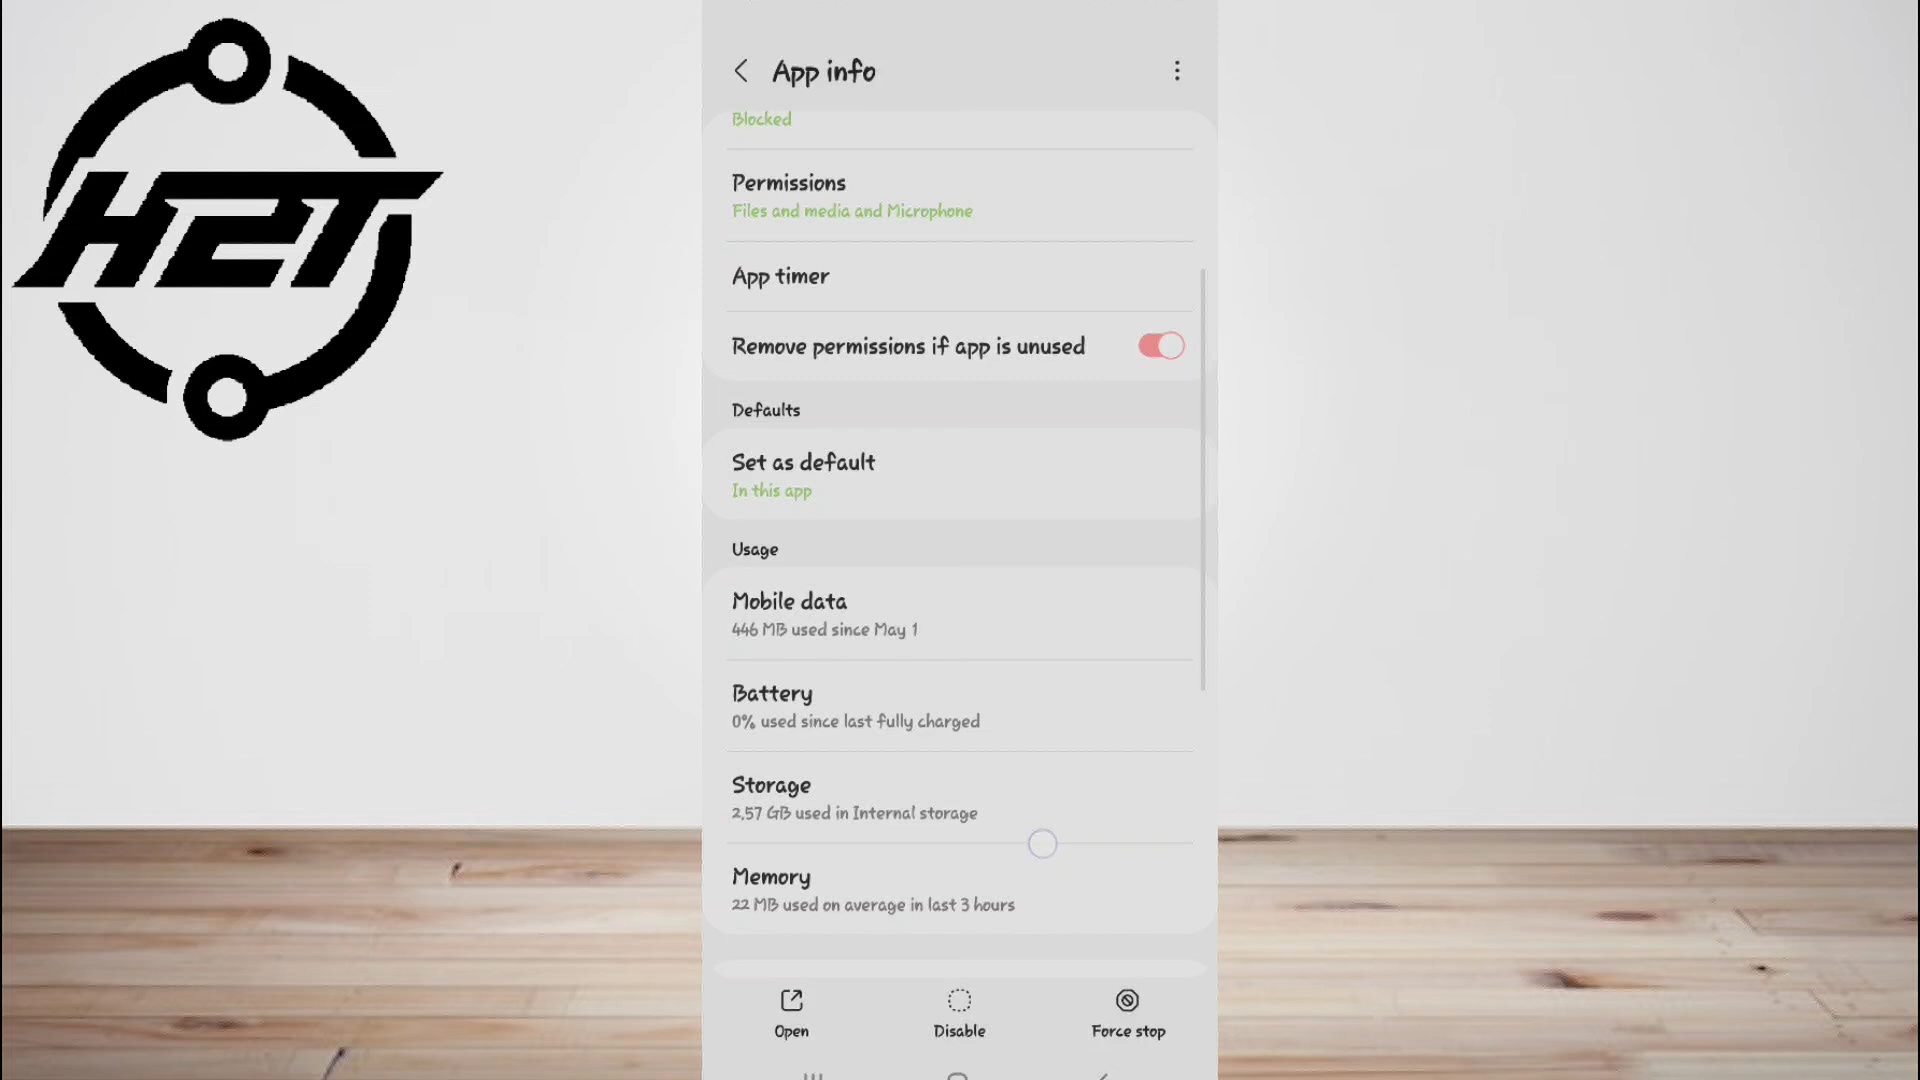 H2T
App info
Blocked
Permissions
Files and media and Microphone
App timer
Remove permissions if app is unused
Defaults
Set as default
In this app
Usage
Mobile data
446 MB used since May 1
Battery
0% used since last fully charged
Storage
2.57 GB used in Internal storage
Memory
22 MB used on average in last 3 hours
Open
Disable
Force stop